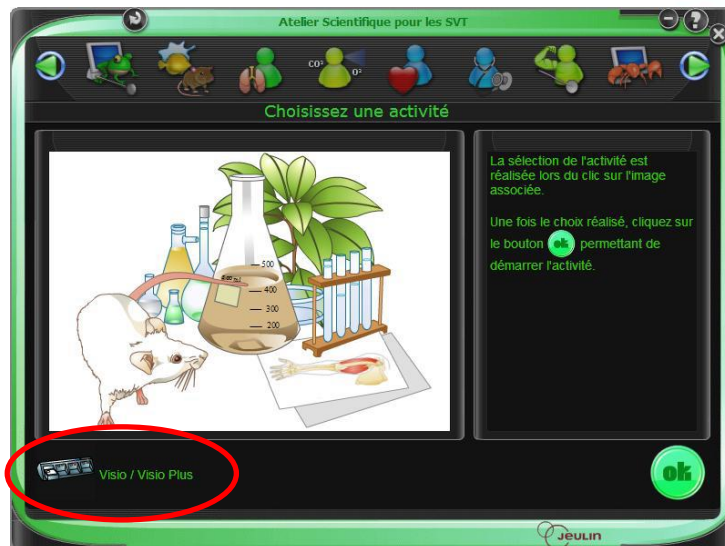 Atelier Scientifique pour les SVT
CO²
O²
Choisissez une activité
La sélection de l'activité est
réalisée lors du clic sur l'image
associée.
Une fois le choix réalisé, cliquez sur
le bouton ok permettant de
démarrer l'activité.
500
400
300
200
Visio / Visio Plus
ok
JEULIN